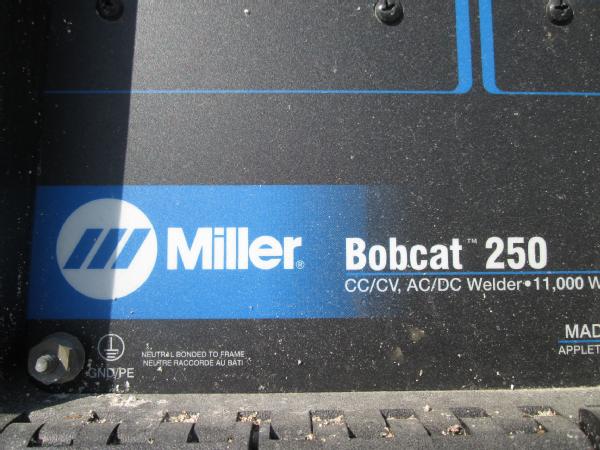 Miller®
Bobcat™ 250
CC/CV, AC/DC Welder•11,000 W
MAD
APPLET
GND/PE
NEUTRAL BONDED TO FRAME
NEUTRE RACCORDE AU BÂTI